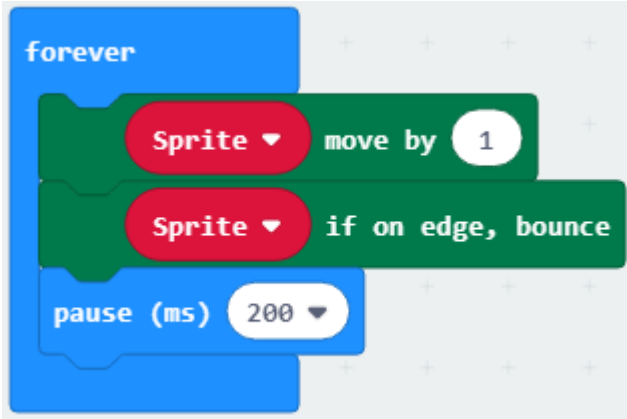 forever
Sprite move by 1
Sprite if on edge, bounce
pause (ms) 200